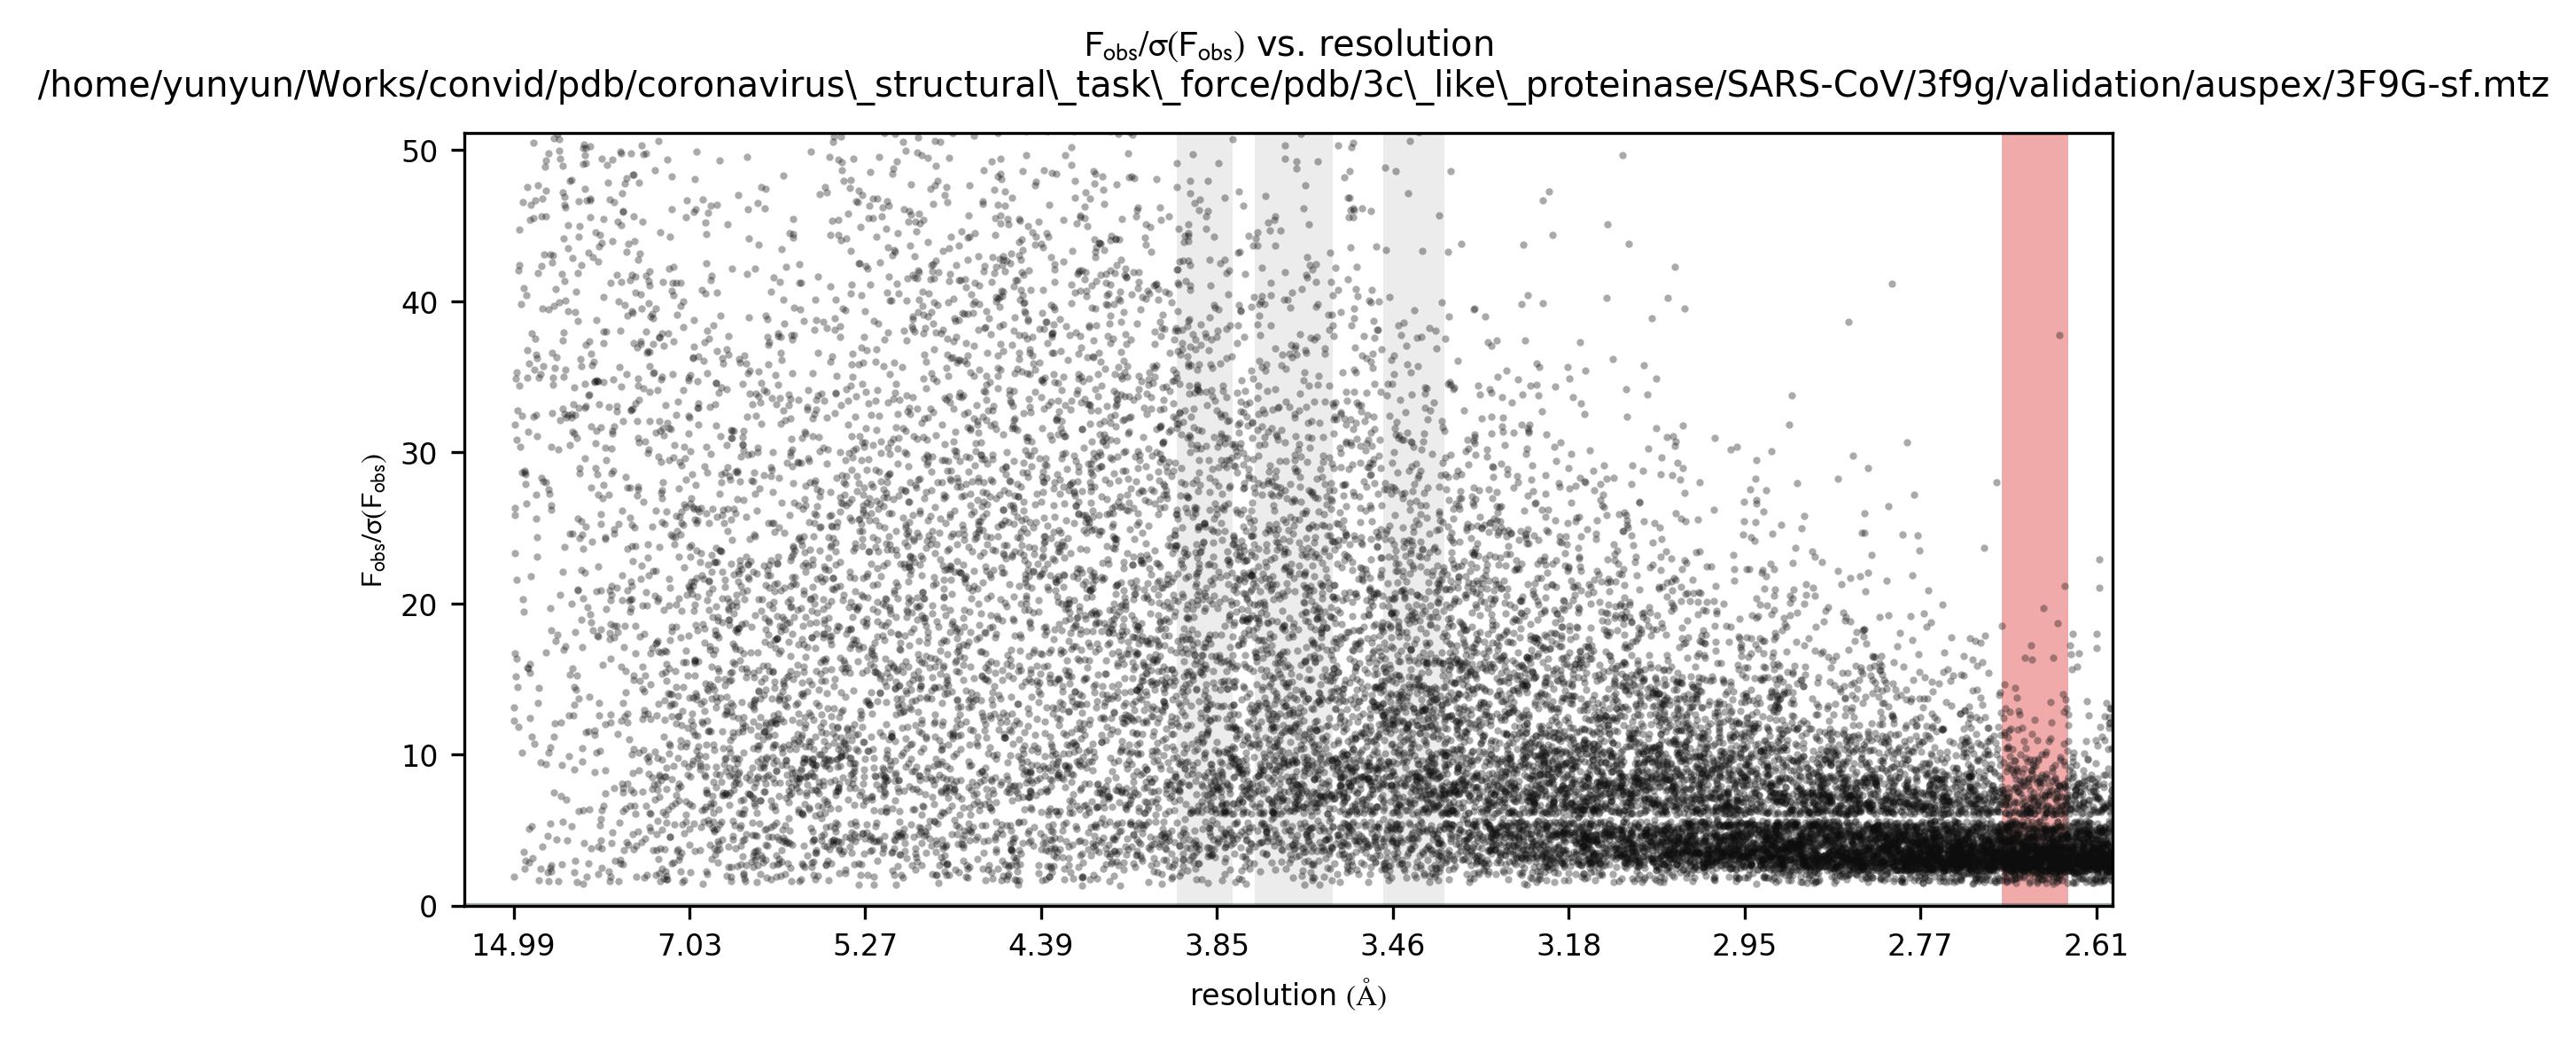 Fobs/σ(Fobs) vs. resolution
/home/yunyun/Works/convid/pdb/coronavirus\_structural\_task\_force/pdb/3c\_like\_proteinase/SARS-CoV/3f9g/validation/auspex/3F9G-sf.mtz
50
40
30
20
10
0
Fobs/σ(Fobs)
14.99 7.03 5.27 4.39 3.85 3.46 3.18 2.95 2.77 2.61
resolution (Å)